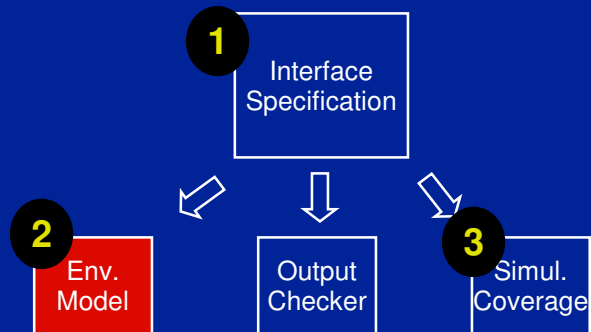 1
Interface
Specification
2
Env.
Model
Output
Checker
3
Simul.
Coverage